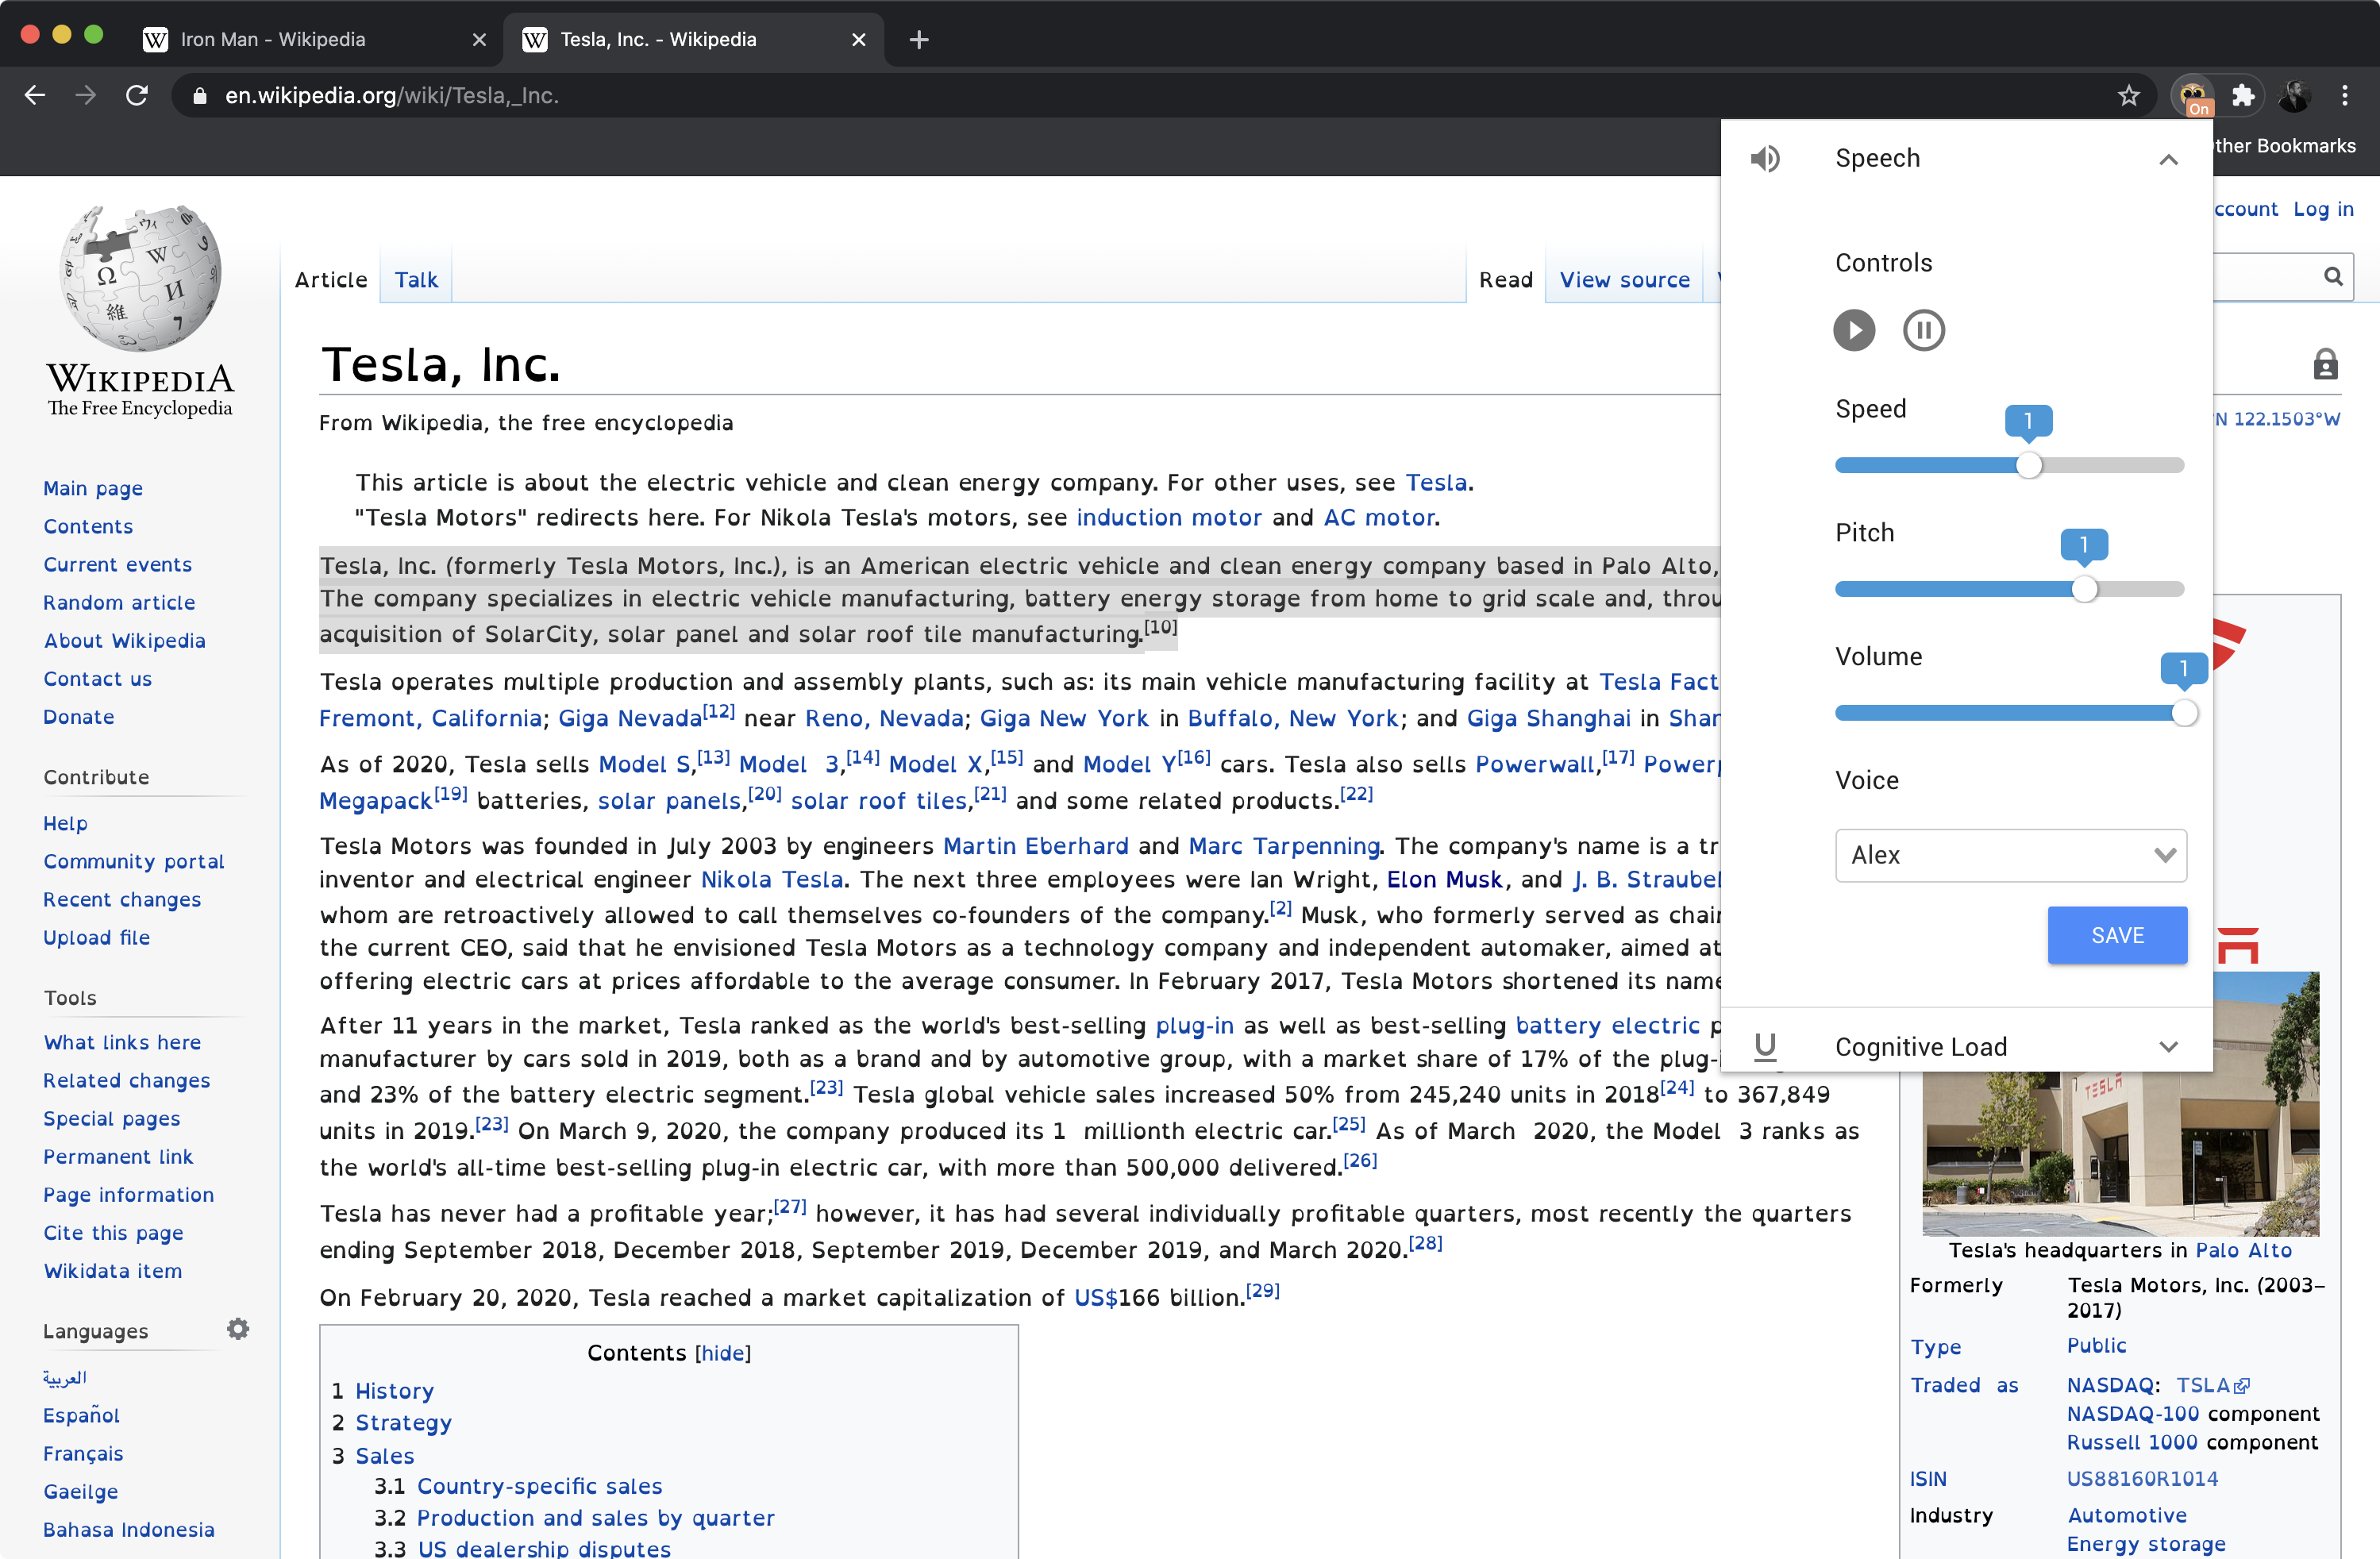 Iron Man - Wikipedia
Tesla, Inc. - Wikipedia
en.wikipedia.org/wiki/Tesla,_Inc.
On
ther Bookmarks
ccount Log in
WIKIPEDIA
The Free Encyclopedia
Main page
Contents
Current events
Random article
About Wikipedia
Contact us
Donate
Contribute
Help
Community portal
Recent changes
Upload file
Tools
What links here
Related changes
Special pages
Permanent link
Page information
Cite this page
Wikidata item
Languages
العربية
Español
Français
Gaeilge
Bahasa Indonesia
Article Talk
Read View source
Tesla, Inc.
From Wikipedia, the free encyclopedia
N 122.1503°W
This article is about the electric vehicle and clean energy company. For other uses, see Tesla.
"Tesla Motors" redirects here. For Nikola Tesla's motors, see induction motor and AC motor.
Tesla, Inc. (formerly Tesla Motors, Inc.), is an American electric vehicle and clean energy company based in Palo Alto,
The company specializes in electric vehicle manufacturing, battery energy storage from home to grid scale and, throu
acquisition of SolarCity, solar panel and solar roof tile manufacturing.[10]
Tesla operates multiple production and assembly plants, such as: its main vehicle manufacturing facility at Tesla Fact
Fremont, California; Giga Nevada[12] near Reno, Nevada; Giga New York in Buffalo, New York; and Giga Shanghai in Shan
As of 2020, Tesla sells Model S,[13] Model 3,[14] Model X,[15] and Model Y[16] cars. Tesla also sells Powerwall,[17] Powerp
Megapack[19] batteries, solar panels,[20] solar roof tiles,[21] and some related products.[22]
Tesla Motors was founded in July 2003 by engineers Martin Eberhard and Marc Tarpenning. The company's name is a tr
inventor and electrical engineer Nikola Tesla. The next three employees were Ian Wright, Elon Musk, and J. B. Straubel
whom are retroactively allowed to call themselves co-founders of the company.[2] Musk, who formerly served as chair
the current CEO, said that he envisioned Tesla Motors as a technology company and independent automaker, aimed at
offering electric cars at prices affordable to the average consumer. In February 2017, Tesla Motors shortened its name
After 11 years in the market, Tesla ranked as the world's best-selling plug-in as well as best-selling battery electric p
manufacturer by cars sold in 2019, both as a brand and by automotive group, with a market share of 17% of the plug-
and 23% of the battery electric segment.[23] Tesla global vehicle sales increased 50% from 245,240 units in 2018[24] to 367,849
units in 2019.[23] On March 9, 2020, the company produced its 1 millionth electric car.[25] As of March 2020, the Model 3 ranks as
the world's all-time best-selling plug-in electric car, with more than 500,000 delivered.[26]
Tesla has never had a profitable year;[27] however, it has had several individually profitable quarters, most recently the quarters
ending September 2018, December 2018, September 2019, December 2019, and March 2020.[28]
On February 20, 2020, Tesla reached a market capitalization of US$166 billion.[29]
Contents [hide]
1 History
2 Strategy
3 Sales
3.1 Country-specific sales
3.2 Production and sales by quarter
3.3 US dealership disputes
Speech
Controls
Speed
1
Pitch
1
Volume
1
Voice
Alex
SAVE
Cognitive Load
TESLA
Tesla's headquarters in Palo Alto
Formerly Tesla Motors, Inc. (2003–
2017)
Type Public
Traded as NASDAQ: TSLA
NASDAQ-100 component
Russell 1000 component
ISIN US88160R1014
Industry Automotive
Energy storage